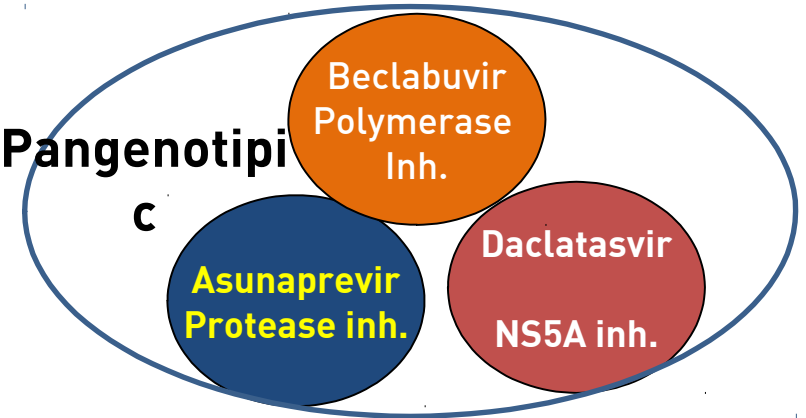 Beclabuvir
Polymerase
Inh.
Pangenotipi
c
Asunaprevir
Protease inh.
Daclatasvir
NS5A inh.